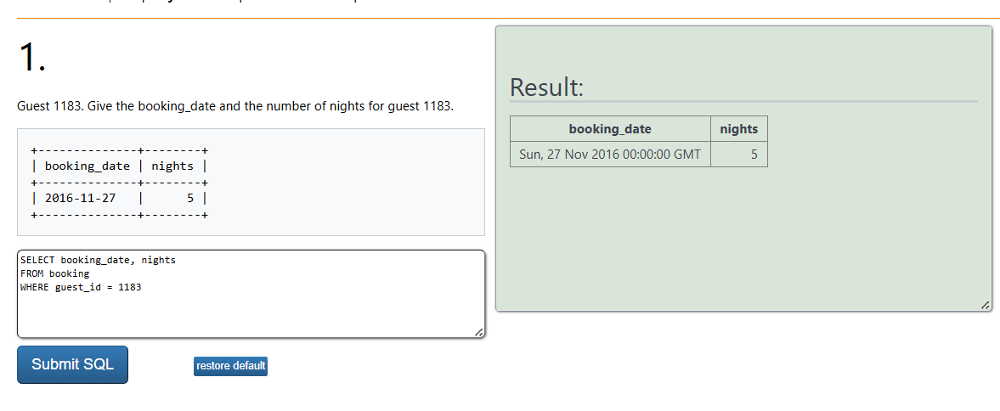 1.
Guest 1183. Give the booking_date and the number of nights for guest 1183.
+--------------+--------+
| booking_date | nights |
+--------------+--------+
| 2016-11-27   |      5 |
+--------------+--------+
SELECT booking_date, nights
FROM booking
WHERE guest_id = 1183
Submit SQL
restore default
Result:
booking_date nights
Sun, 27 Nov 2016 00:00:00 GMT 5